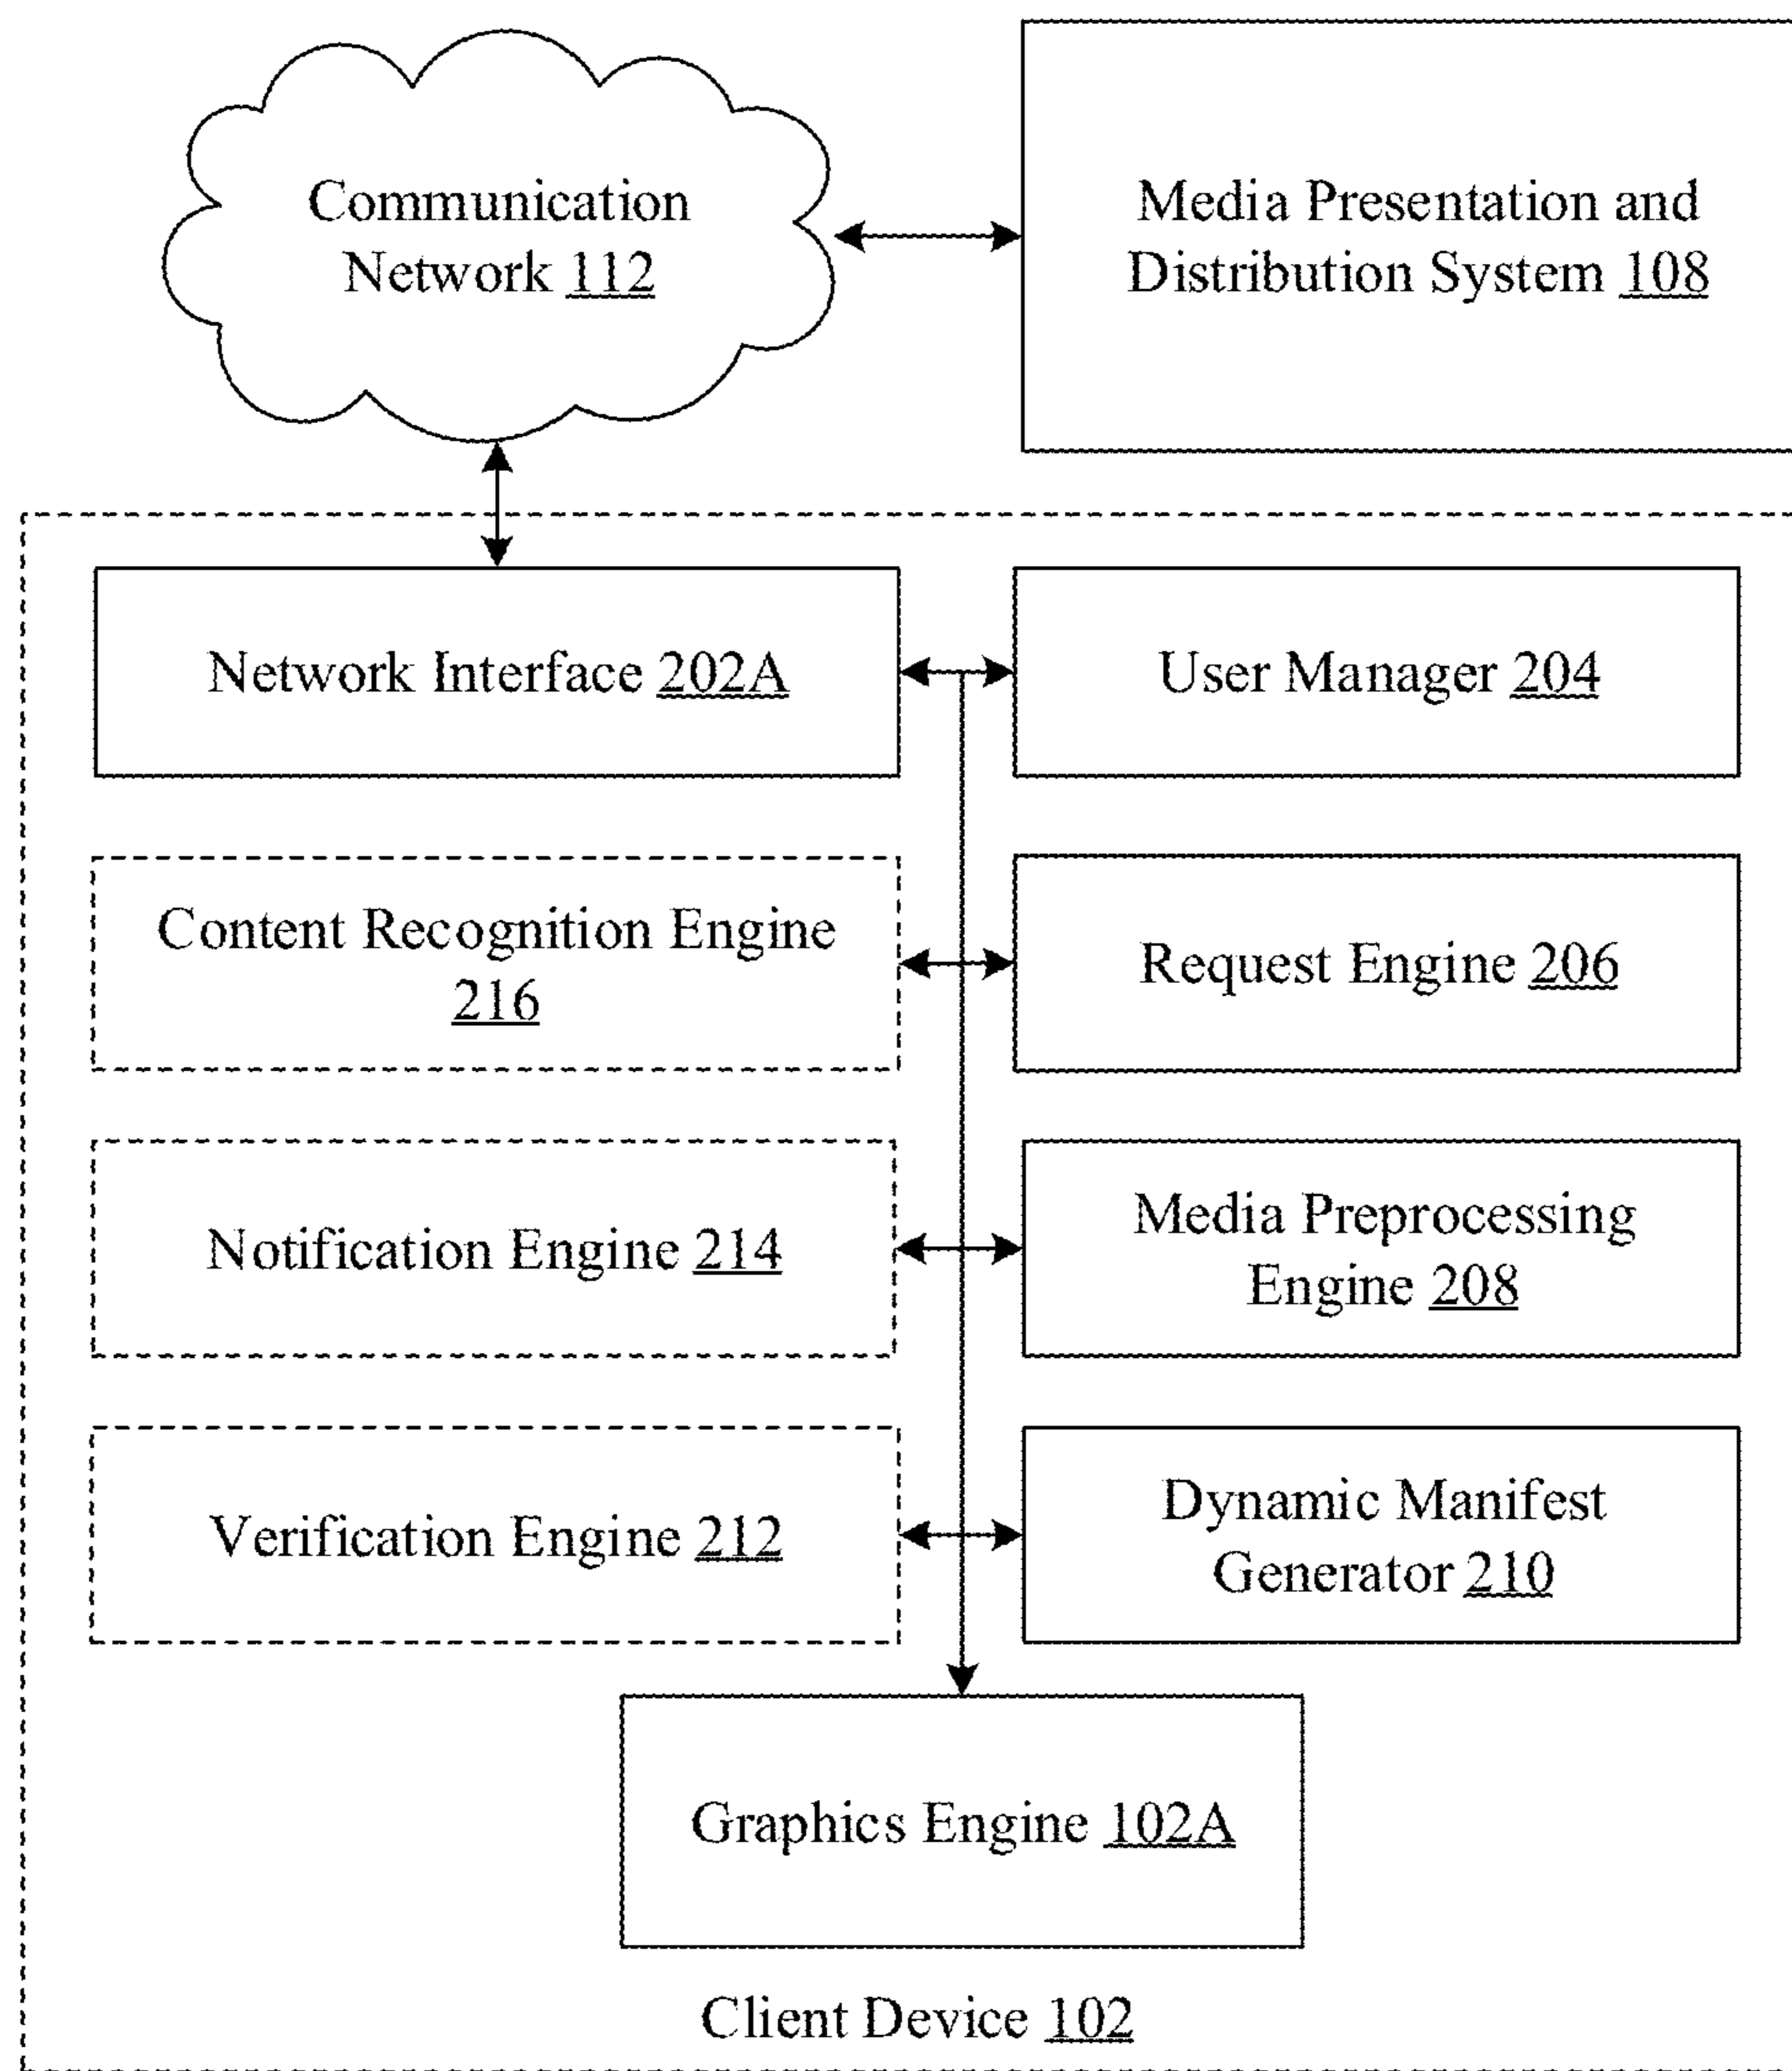 Communication
Network 112
Media Presentation and
Distribution System 108
Network Interface 202A
User Manager 204
Content Recognition Engine
216
Request Engine 206
Notification Engine 214
Media Preprocessing
Engine 208
Verification Engine 212
Dynamic Manifest
Generator 210
Graphics Engine 102A
Client Device 102